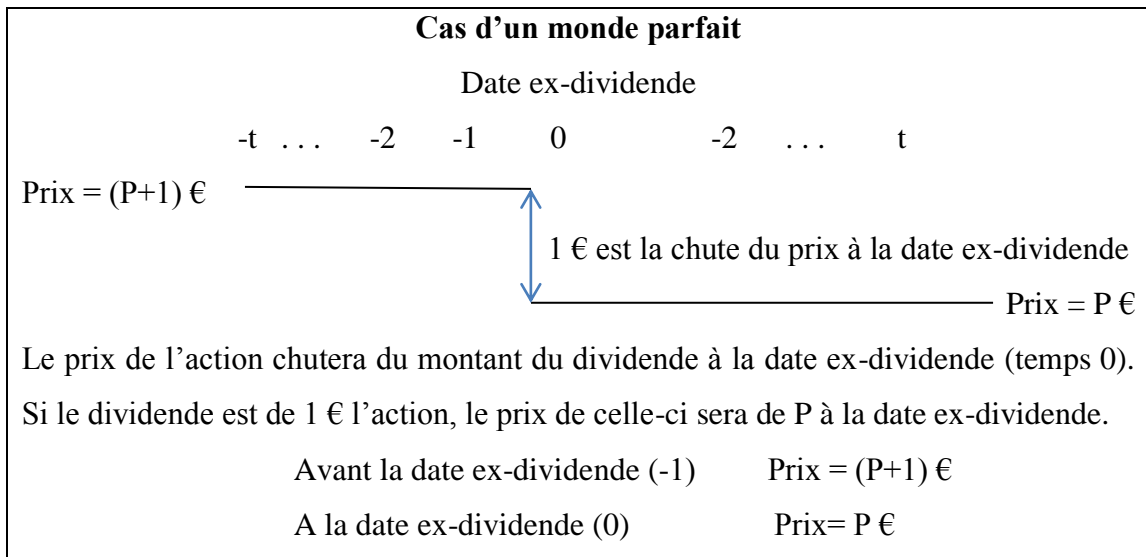 Cas d'un monde parfait
Date ex-dividende
-t ... -2 -1 0 -2 ... t
Prix = (P+1) €
1 € est la chute du prix à la date ex-dividende
Prix = P €
Le prix de l'action chutera du montant du dividende à la date ex-dividende (temps 0).
Si le dividende est de 1 € l'action, le prix de celle-ci sera de P à la date ex-dividende.
Avant la date ex-dividende (-1) Prix = (P+1) €
A la date ex-dividende (0) Prix= P €